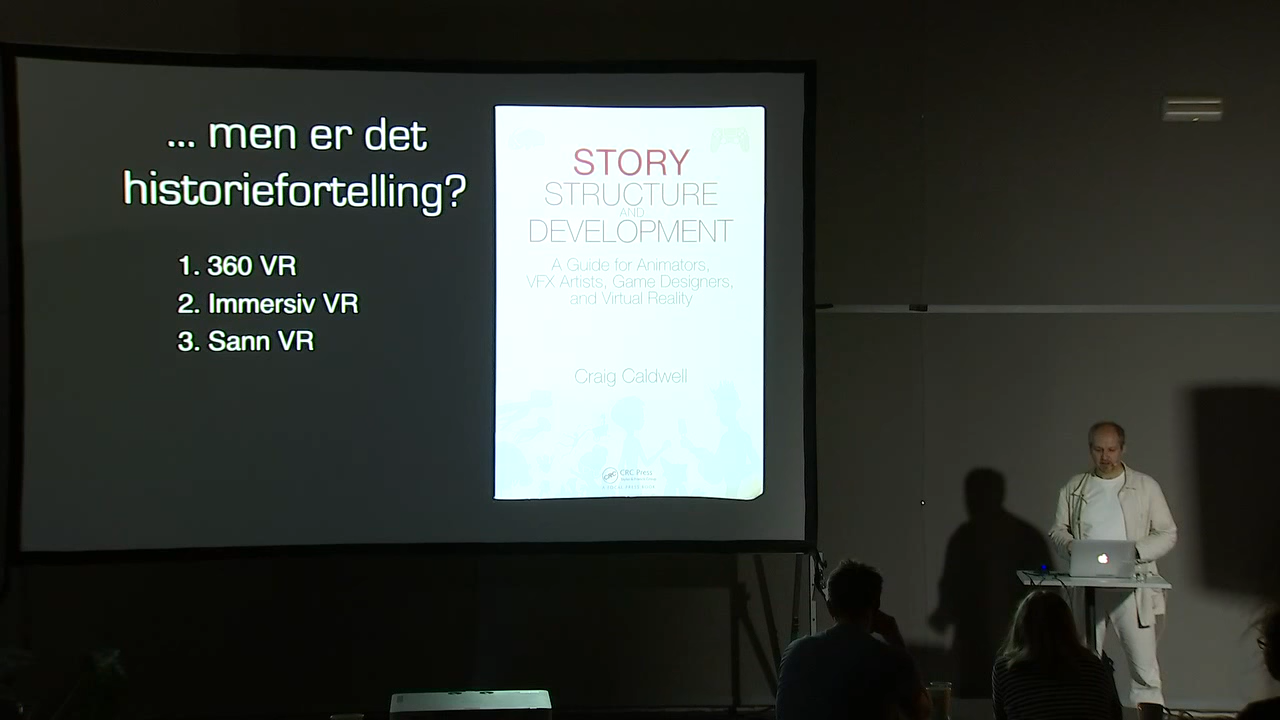 ... men er det
historiefortelling?
1. 360 VR
2. Immersiv VR
3. Sann VR
STORY
STRUCTURE
AND
DEVELOPMENT
A Guide for Animators,
VFX Artists, Game Designers,
and Virtual Reality
Craig Caldwell
CRC
CRC Press